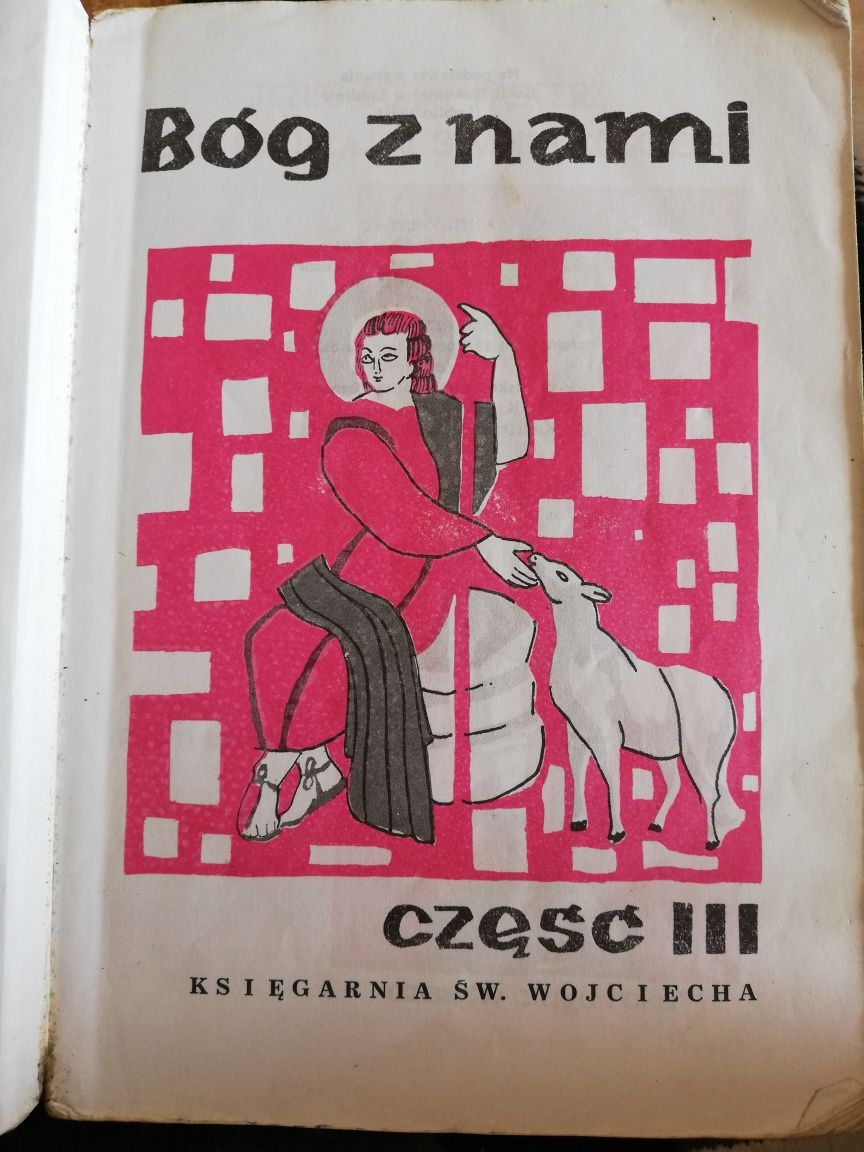 Bóg z nami
część III
KSIĘGARNIA ŚW. WOJCIECHA